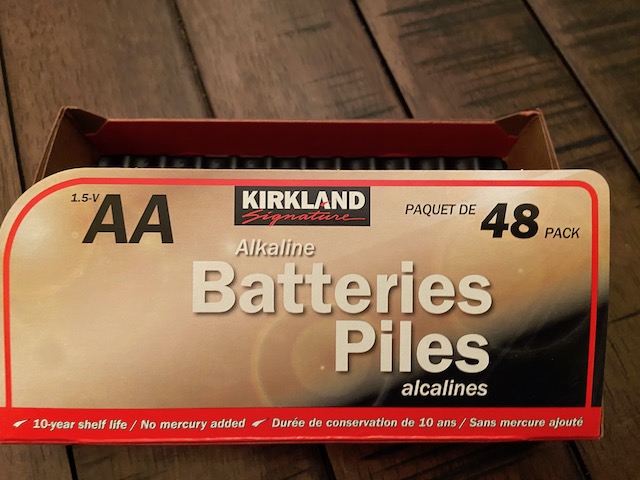 1.5-V AA
KIRKLAND
Signature
PAQUET DE 48 PACK
Alkaline
Batteries
Piles
alcalines
10-year shelf life / No mercury added Durée de conservation de 10 ans / Sans mercure ajouté